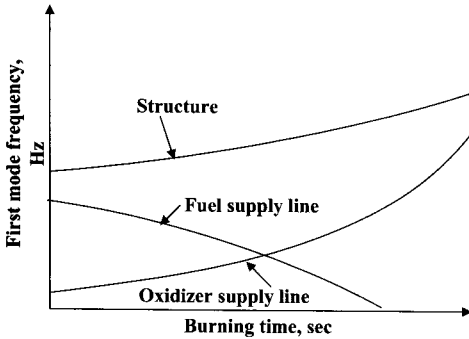 First mode frequency,
Hz
Structure
Fuel supply line
Oxidizer supply line
Burning time, sec